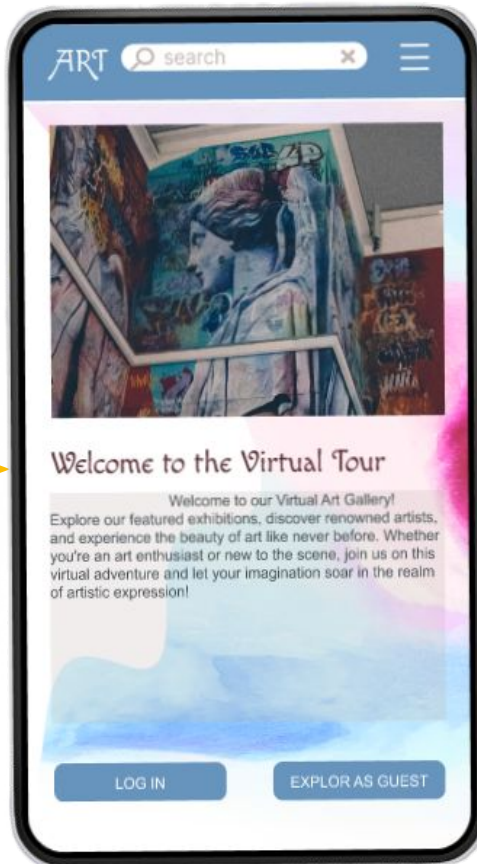 ART
search
Welcome to the Virtual Tour
Welcome to our Virtual Art Gallery!
Explore our featured exhibitions, discover renowned artists,
and experience the beauty of art like never before. Whether
you're an art enthusiast or new to the scene, join us on this
virtual adventure and let your imagination soar in the realm
of artistic expression!
LOG IN
EXPLOR AS GUEST